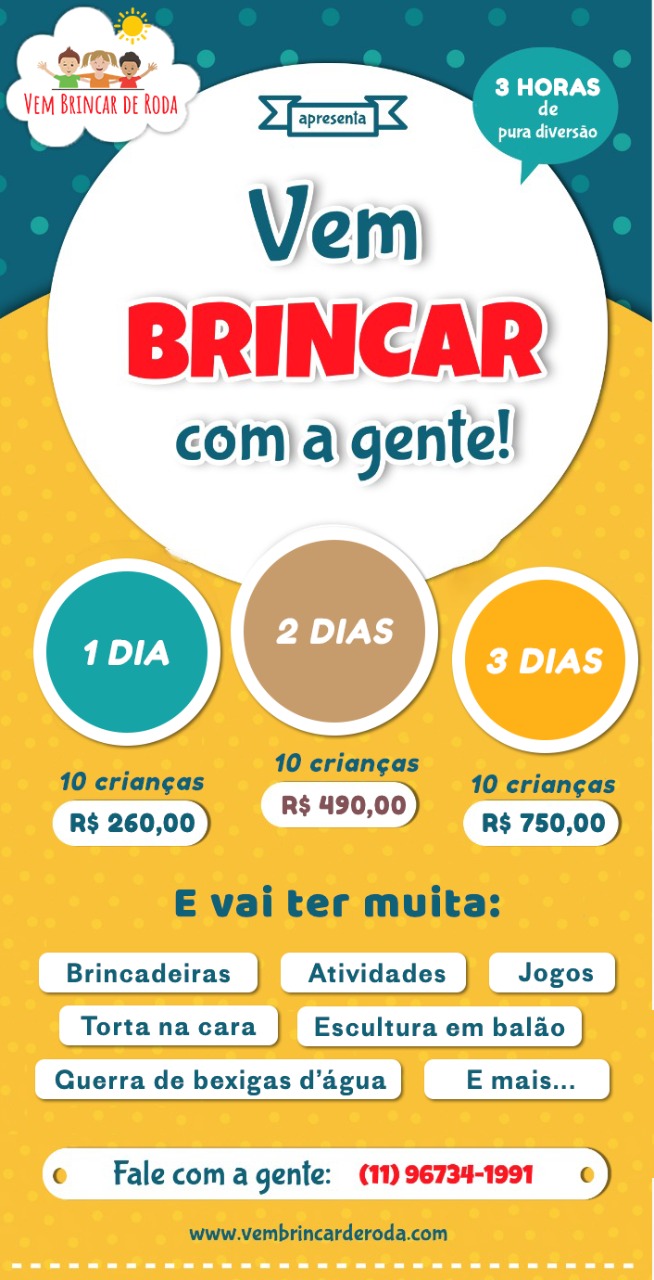 VEM BRINCAR DE RODA
apresenta
3 HORAS
de
pura diversão
Vem
BRINCAR
com a gente!
1 DIA
2 DIAS
3 DIAS
10 crianças
R$ 260,00
10 crianças
R$ 490,00
10 crianças
R$ 750,00
E vai ter muita:
Brincadeiras
Atividades
Jogos
Torta na cara
Escultura em balão
Guerra de bexigas d'água
E mais...
Fale com a gente: (11) 96734-1991
www.vembrincarderoda.com